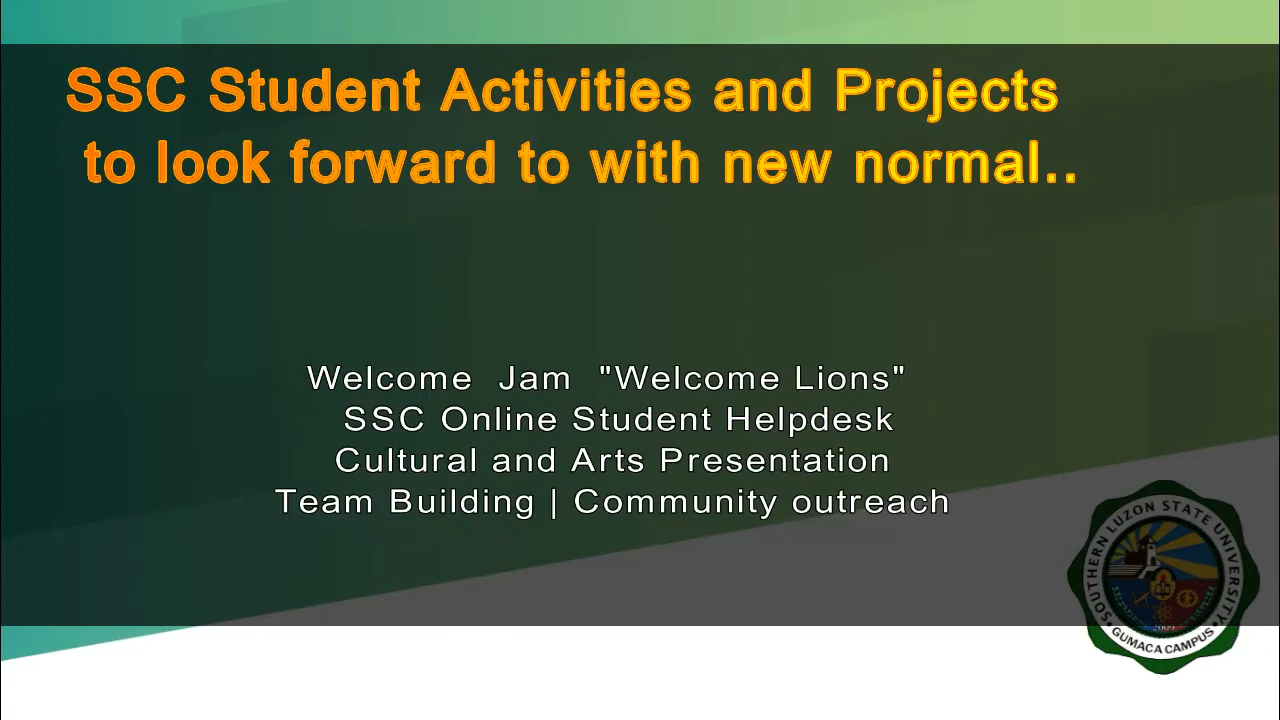 SSC Student Activities and Projects
to look forward to with new normal..
Welcome Jam "Welcome Lions"
SSC Online Student Helpdesk
Cultural and Arts Presentation
Team Building | Community outreach
SOUTHERN LUZON STATE UNIVERSITY
2009
GUMACA CAMPUS